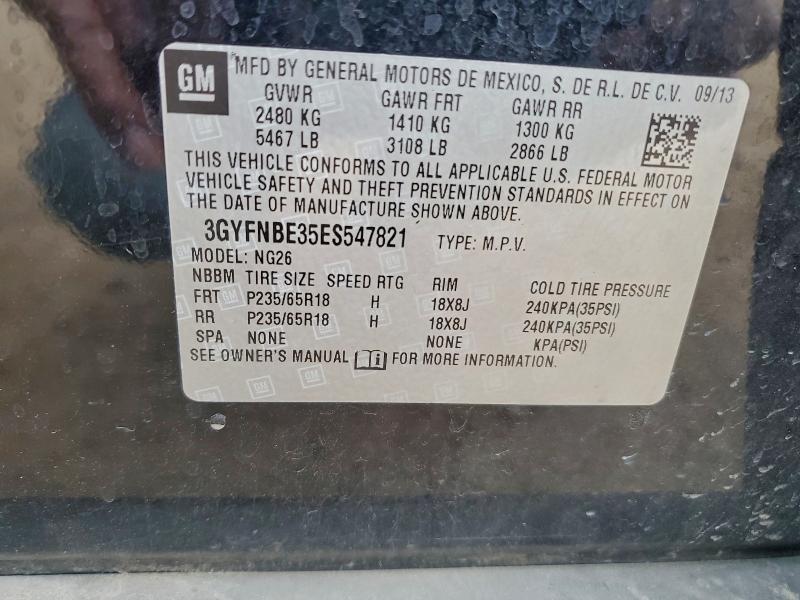 GM MFD BY GENERAL MOTORS DE MEXICO, S. DE R.L. DE C.V. 09/13
GVWR GAWR FRT GAWR RR
2480 KG 1410 KG 1300 KG
5467 LB 3108 LB 2866 LB
THIS VEHICLE CONFORMS TO ALL APPLICABLE U.S. FEDERAL MOTOR
VEHICLE SAFETY AND THEFT PREVENTION STANDARDS IN EFFECT ON
THE DATE OF MANUFACTURE SHOWN ABOVE.
3GYFNBE35ES547821 TYPE: M.P.V.
MODEL: NG26
NBBM TIRE SIZE SPEED RTG RIM COLD TIRE PRESSURE
FRT P235/65R18 H 18X8J 240KPA(35PSI)
RR P235/65R18 H 18X8J 240KPA(35PSI)
SPA NONE NONE KPA(PSI)
SEE OWNER'S MANUAL FOR MORE INFORMATION.